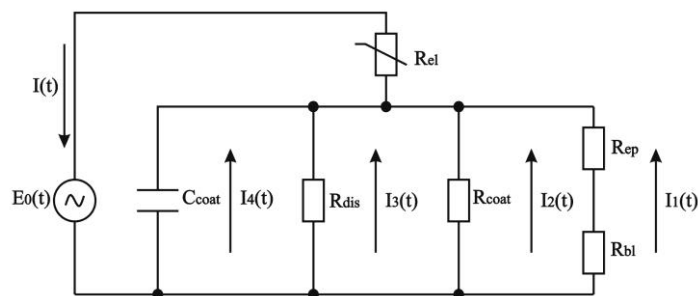 Rel
I(t)
Rep
E0(t)
Ccoat
I4(t)
Rdis
I3(t)
Rcoat
I2(t)
I1(t)
Rbl